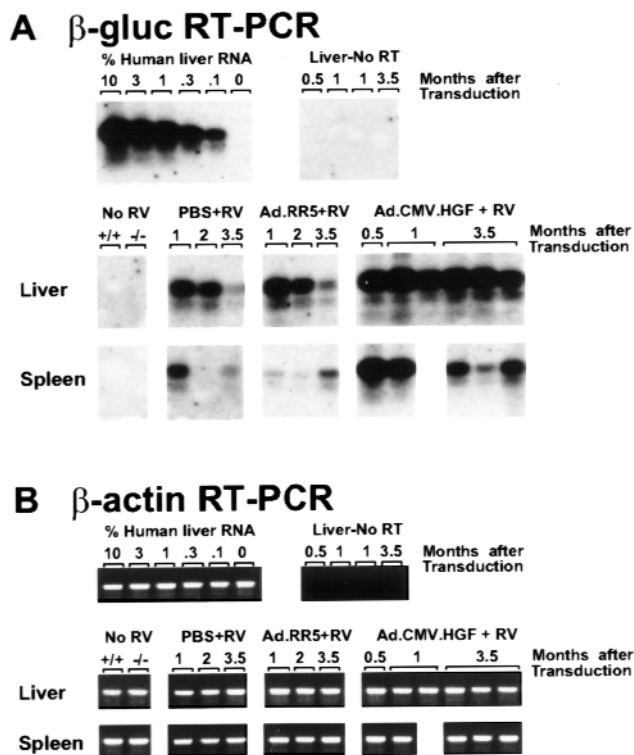 A β-gluc RT-PCR
% Human liver RNA Liver-No RT
10 3 1 .3 .1 0 0.5 1 1 3.5 Months after
Transduction
No RV PBS+RV Ad.RR5+RV Ad.CMV.HGF + RV
+/+ -/- 1 2 3.5 1 2 3.5 0.5 1 3.5 Months after
Transduction
Liver
Spleen
B β-actin RT-PCR
% Human liver RNA Liver-No RT
10 3 1 .3 .1 0 0.5 1 1 3.5 Months after
Transduction
No RV PBS+RV Ad.RR5+RV Ad.CMV.HGF + RV
+/+ -/- 1 2 3.5 1 2 3.5 0.5 1 3.5 Months after
Transduction
Liver
Spleen